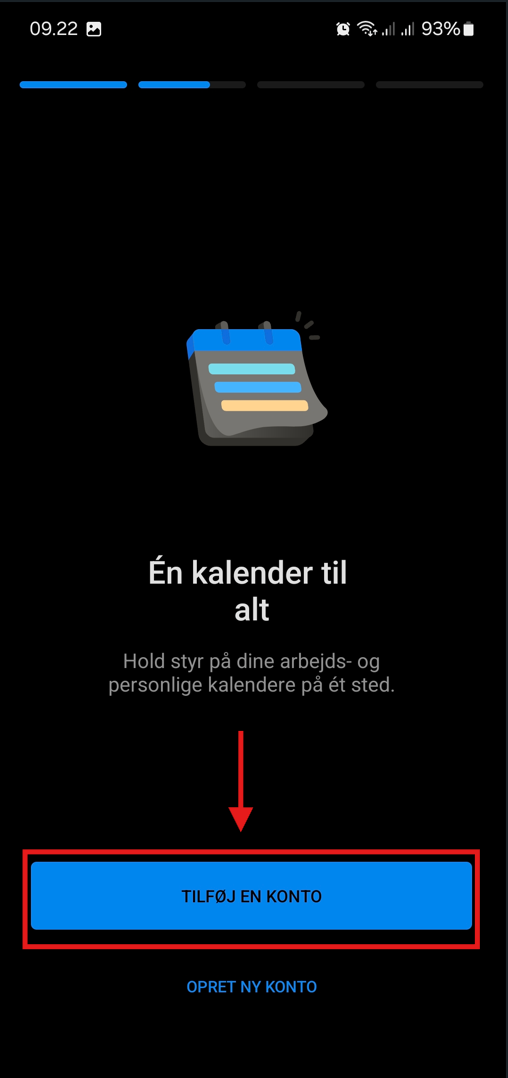 09.22
93%
Én kalender til
alt
Hold styr på dine arbejds- og
personlige kalendere på ét sted.
TILFØJ EN KONTO
OPRET NY KONTO